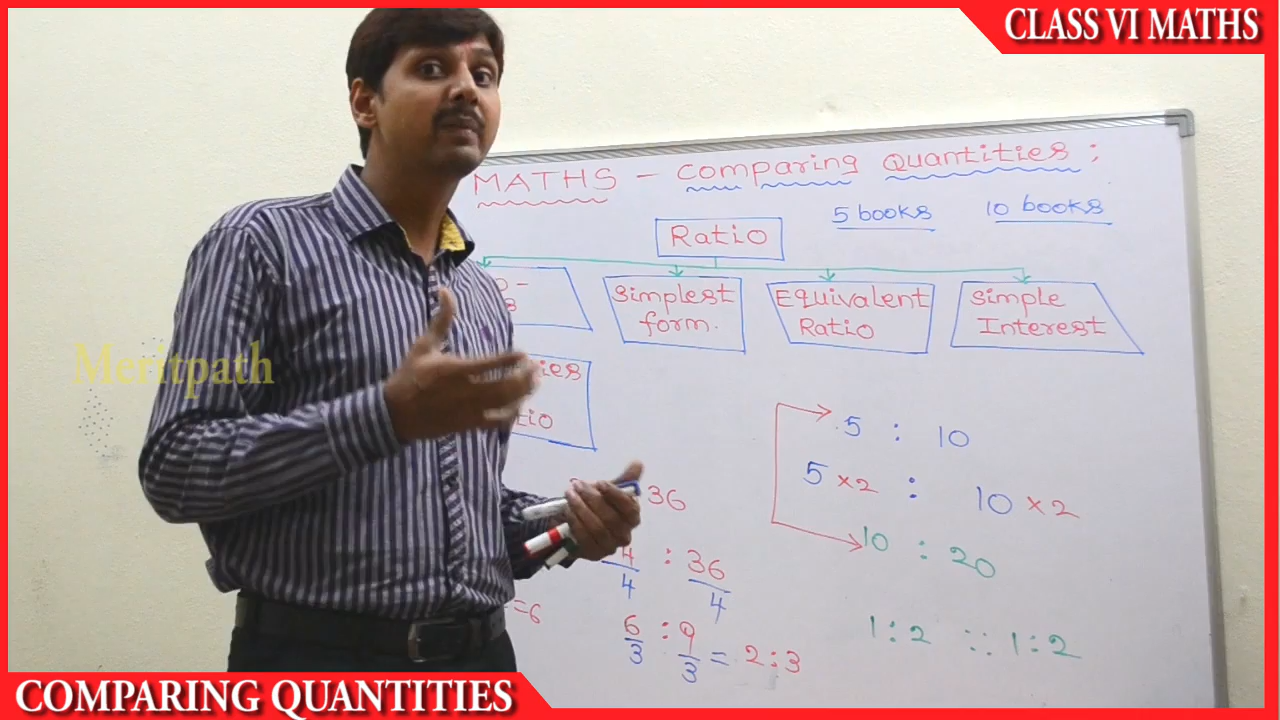 CLASS VI MATHS
MATHS - Comparing Quantities ;
5 books 10 books
Ratio
Simplest form.
Equivalent Ratio
Simple Interest
Meritpath
36
5 : 10
5 ×2 : 10 ×2
10 : 20
4 : 36
4 4
=6
6 : 9
3 3 = 2:3
1:2 :: 1:2
COMPARING QUANTITIES